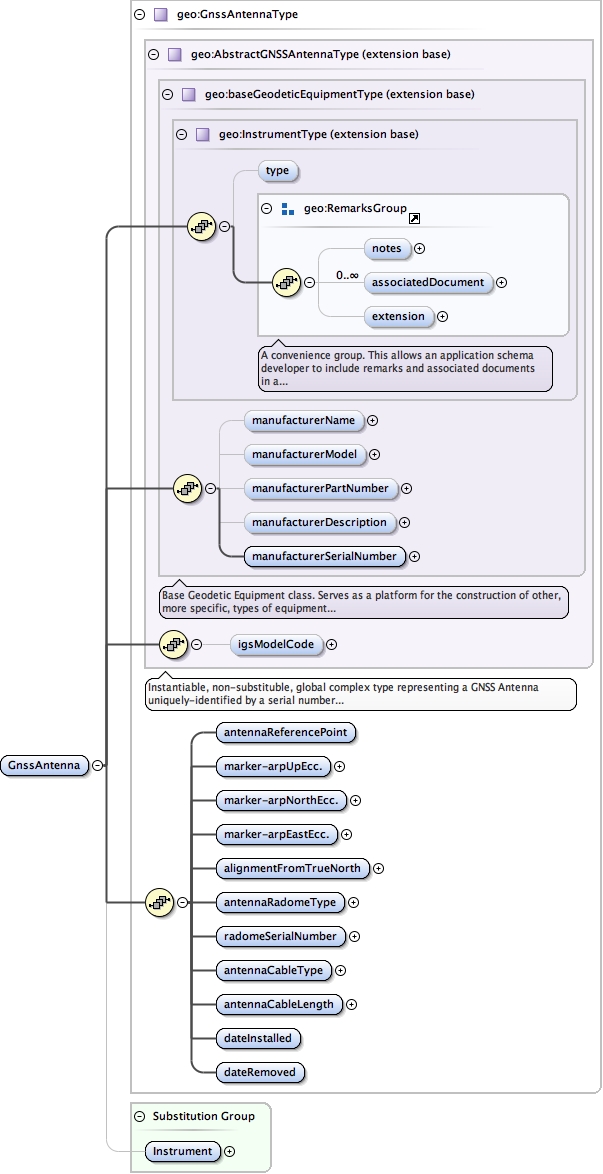 geo:GnssAntennaType
geo:AbstractGNSSAntennaType (extension base)
geo:baseGeodeticEquipmentType (extension base)
geo:InstrumentType (extension base)
type
geo:RemarksGroup
notes
0..∞
associatedDocument
extension
A convenience group. This allows an application schema
developer to include remarks and associated documents
in a...
manufacturerName
manufacturerModel
manufacturerPartNumber
manufacturerDescription
manufacturerSerialNumber
Base Geodetic Equipment class. Serves as a platform for the construction of other,
more specific, types of equipment...
igsModelCode
Instantiable, non-substituble, global complex type representing a GNSS Antenna
uniquely-identified by a serial number...
antennaReferencePoint
GnssAntenna
marker-arpUpEcc.
marker-arpNorthEcc.
marker-arpEastEcc.
alignmentFromTrueNorth
antennaRadomeType
radomeSerialNumber
antennaCableType
antennaCableLength
dateInstalled
dateRemoved
Substitution Group
Instrument